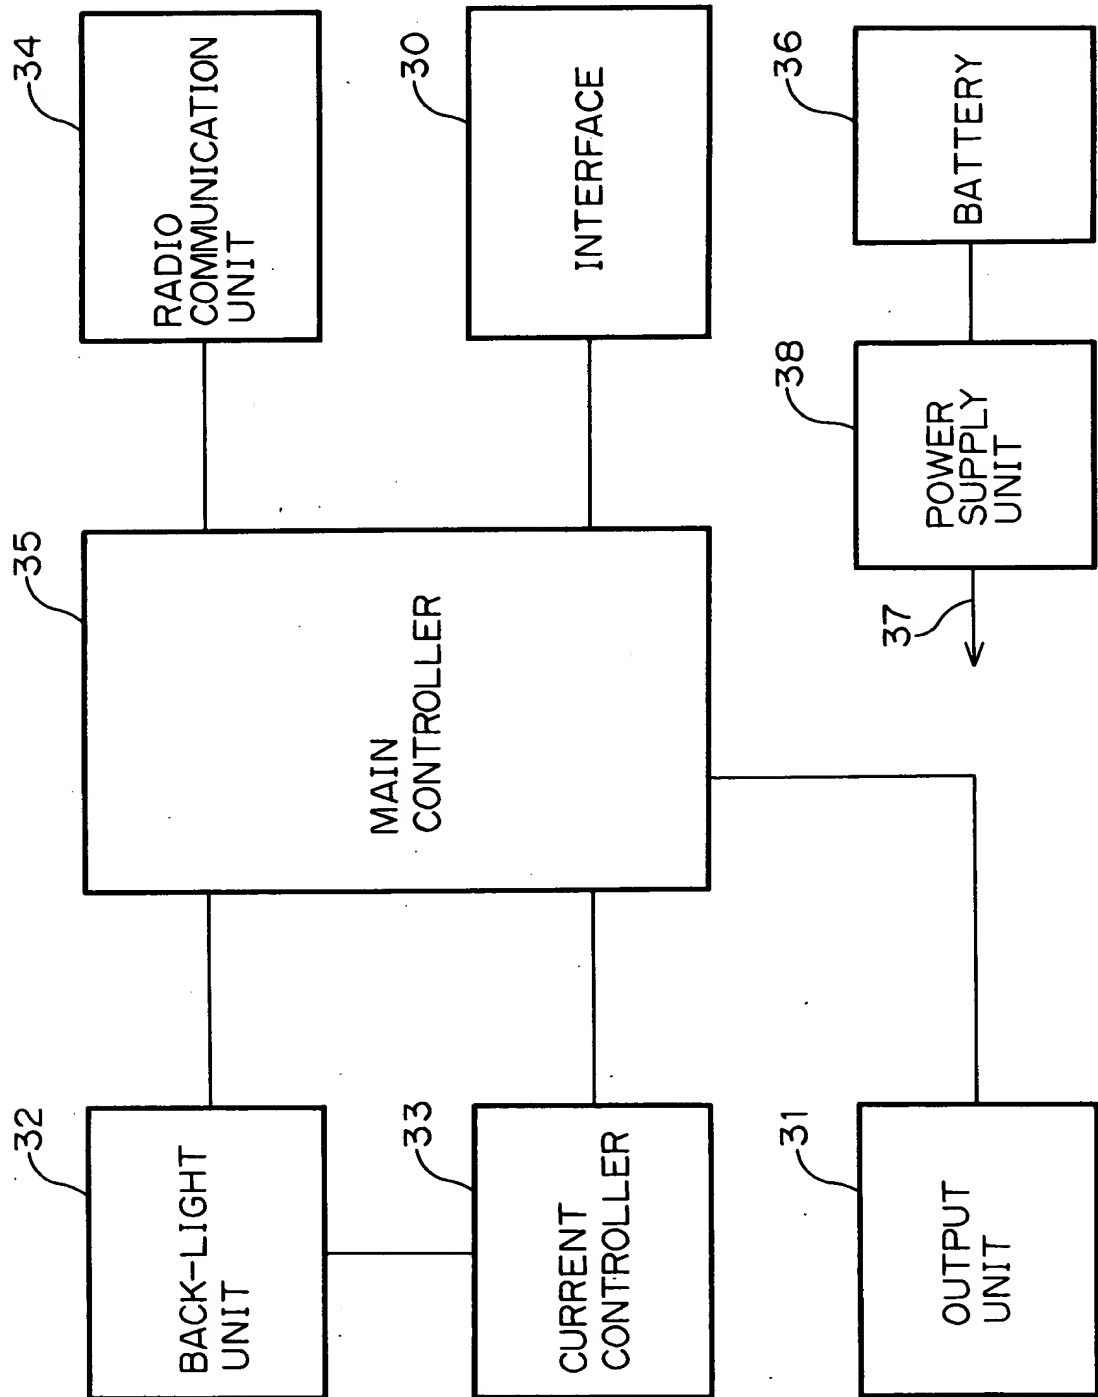 32
BACK-LIGHT
UNIT
33
CURRENT
CONTROLLER
31
OUTPUT
UNIT
35
MAIN
CONTROLLER
34
RADIO
COMMUNICATION
UNIT
30
INTERFACE
37
38
POWER
SUPPLY
UNIT
36
BATTERY